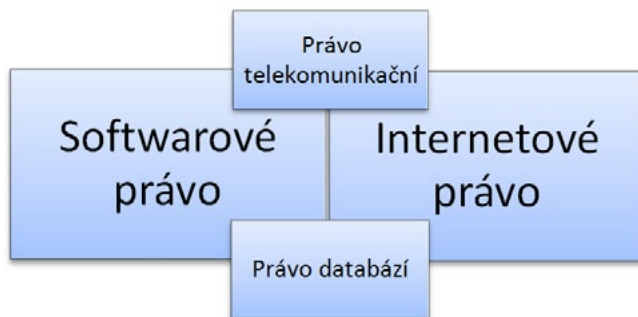 Právo
telekomunikační
Softwarové
právo
Internetové
právo
Právo databází